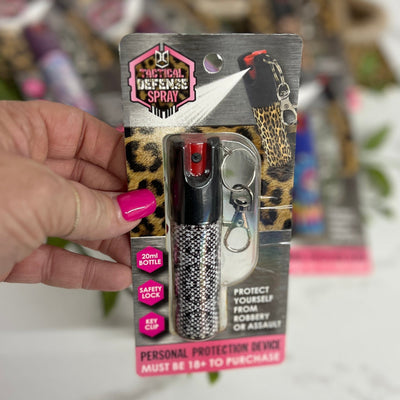 DC
TACTICAL
DEFENSE
SPRAY
20ml
BOTTLE
SAFETY
LOCK
KEY
CLIP
PROTECT
YOURSELF
FROM
ROBBERY
OR ASSAULT
PERSONAL PROTECTION DEVICE
MUST BE 18+ TO PURCHASE